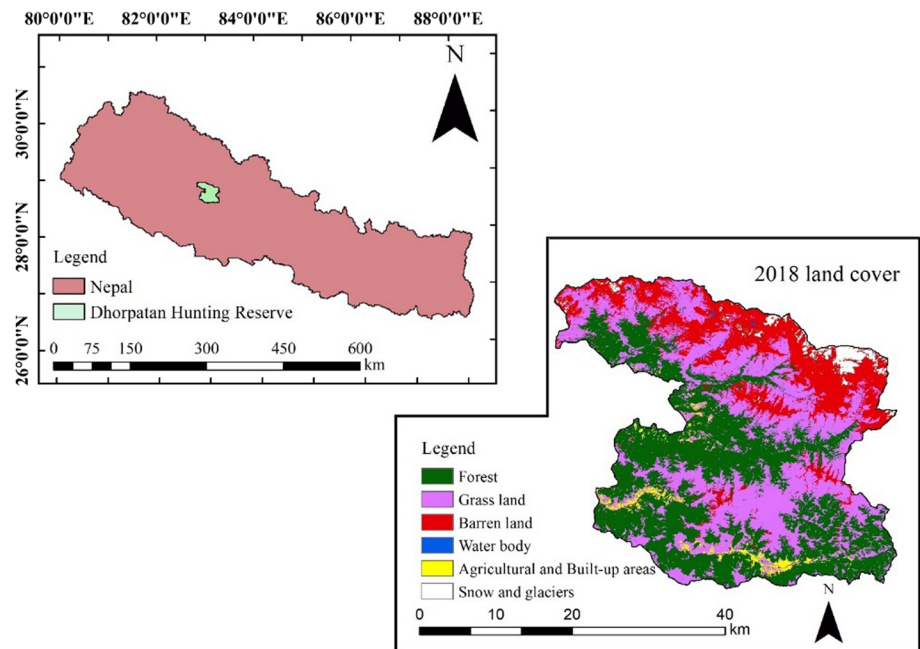 80°0'0"E 82°0'0"E 84°0'0"E 86°0'0"E 88°0'0"E
N
30°0'0"N
28°0'0"N
26°0'0"N
Legend
Nepal
Dhorpatan Hunting Reserve
0 75 150 300 450 600
km
2018 land cover
Legend
Forest
Grass land
Barren land
Water body
Agricultural and Built-up areas
Snow and glaciers
N
0 10 20 40
km